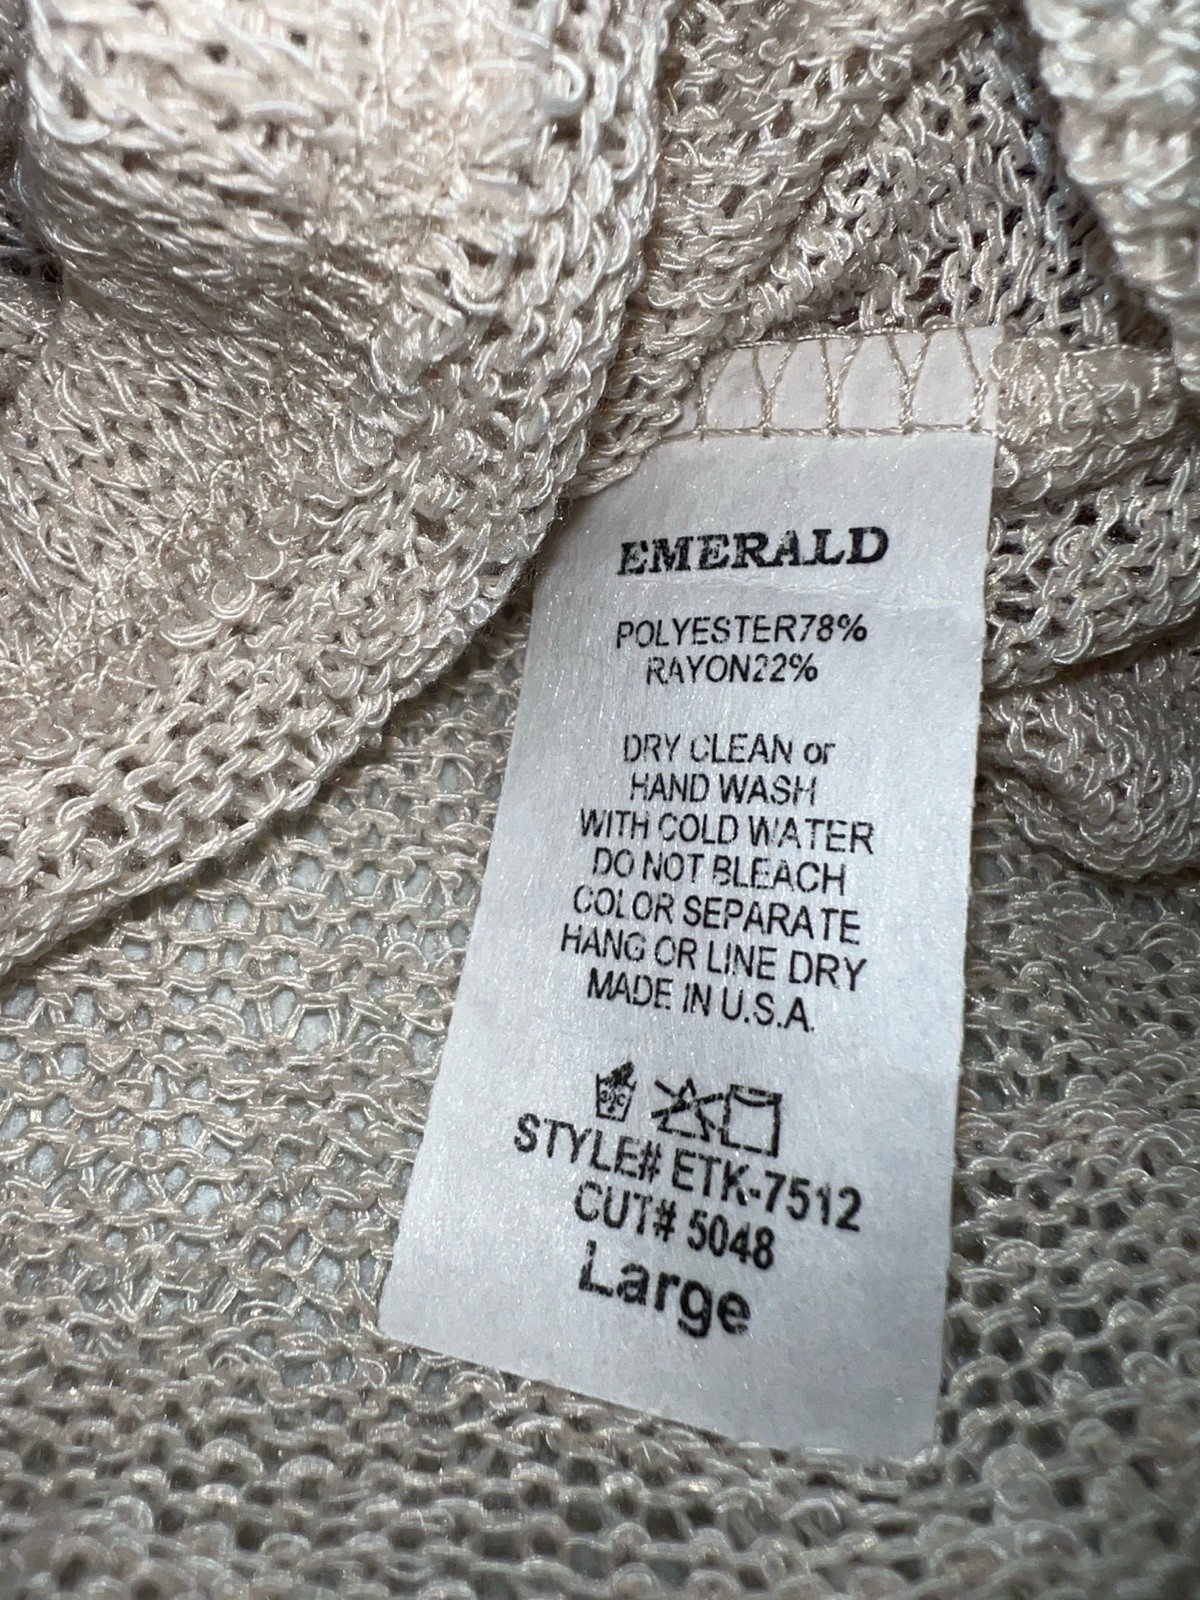 EMERALD
POLYESTER78%
RAYON22%
DRY CLEAN or
HAND WASH
WITH COLD WATER
DO NOT BLEACH
COLOR SEPARATE
HANG OR LINE DRY
MADE IN U.S.A.
STYLE# ETK-7512
CUT# 5048
Large